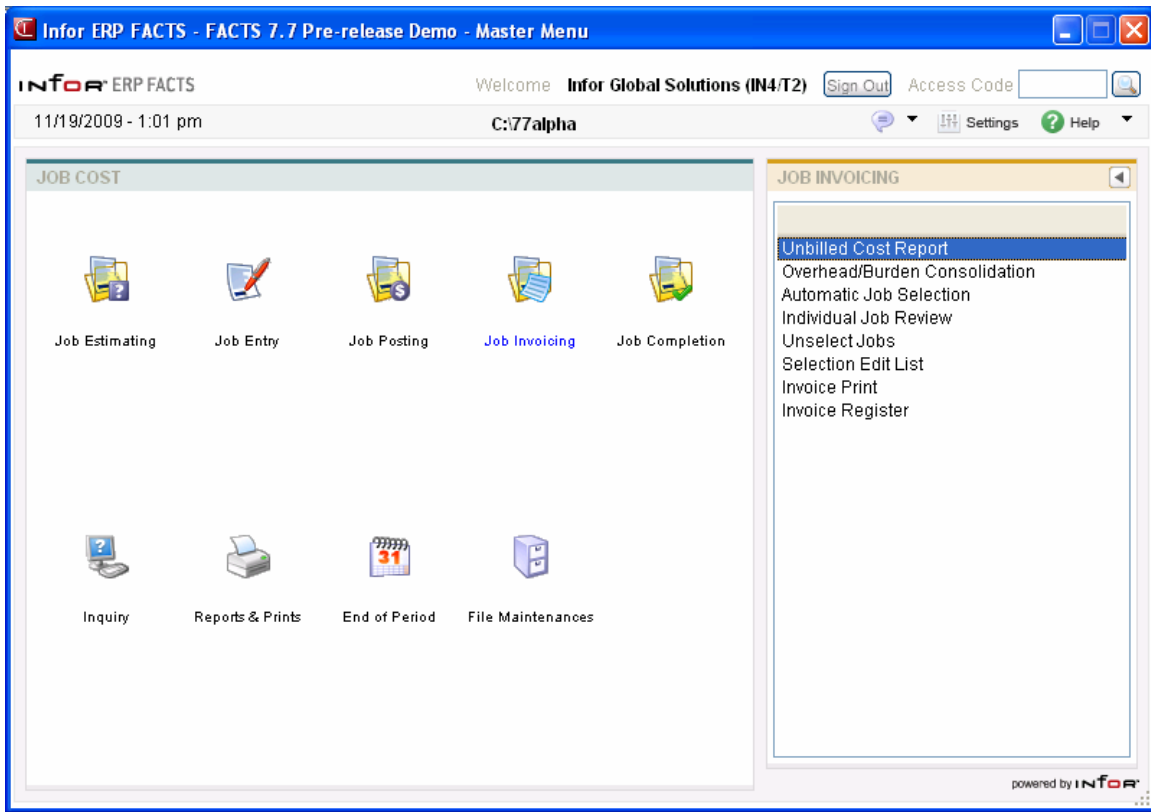 Infor ERP FACTS - FACTS 7.7 Pre-release Demo - Master Menu
infor ERP FACTS Welcome Infor Global Solutions (IN4/T2) Sign Out Access Code
11/19/2009 - 1:01 pm C:\77alpha Settings Help
JOB COST
Job Estimating Job Entry Job Posting Job Invoicing Job Completion
31
Inquiry Reports & Prints End of Period File Maintenances
JOB INVOICING
Unbilled Cost Report
Overhead/Burden Consolidation
Automatic Job Selection
Individual Job Review
Unselect Jobs
Selection Edit List
Invoice Print
Invoice Register
powered by infor